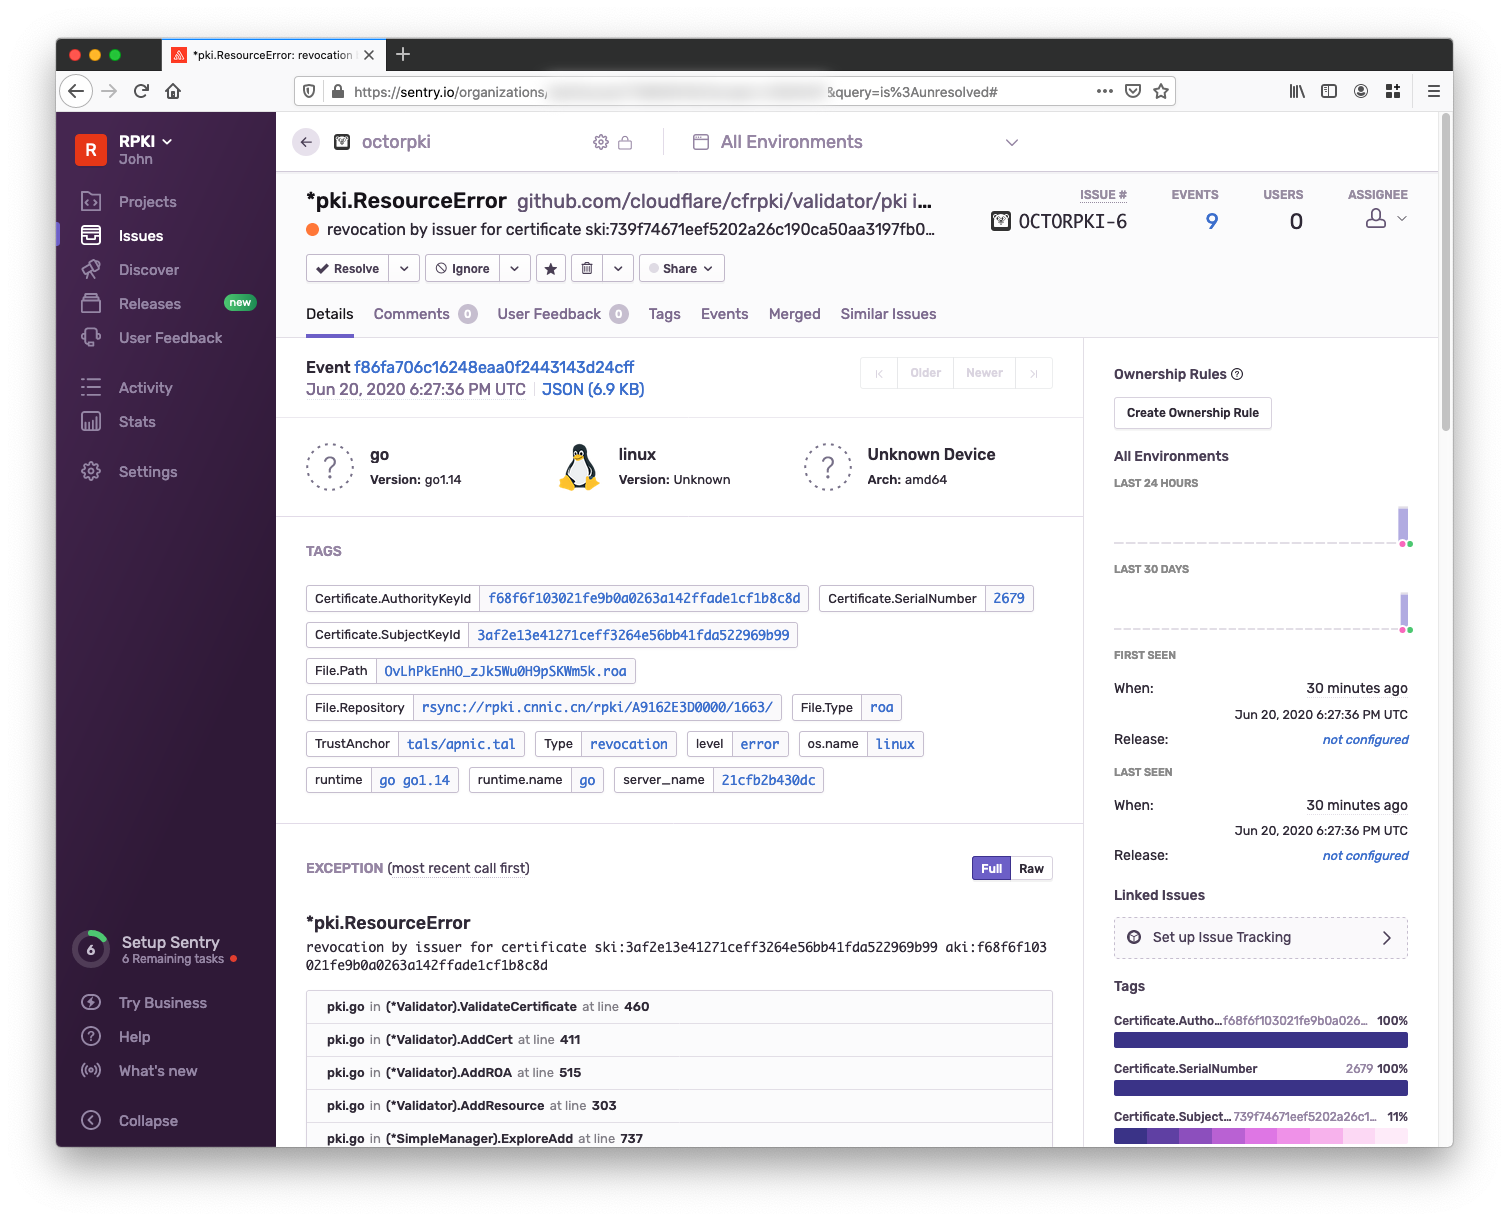 *pki.ResourceError: revocation
https://sentry.io/organizations/
&query=is%3Aunresolved#
R
RPKI
John
Projects
Issues
Discover
Releases new
User Feedback
Activity
Stats
Settings
6
Setup Sentry
6 Remaining tasks
Try Business
Help
What's new
Collapse
octorpki
All Environments
*pki.ResourceError github.com/cloudflare/cfrpki/validator/pki i...
revocation by issuer for certificate ski:739f74671eef5202a26c190ca50aa3197fb0...
ISSUE # EVENTS USERS ASSIGNEE
OCTORPKI-6 9 0
Resolve Ignore Share
Details Comments 0 User Feedback 0 Tags Events Merged Similar Issues
Event f86fa706c16248eaa0f2443143d24cff
Jun 20, 2020 6:27:36 PM UTC JSON (6.9 KB)
Older Newer
? go
Version: go1.14
linux
Version: Unknown
? Unknown Device
Arch: amd64
TAGS
Certificate.AuthorityKeyId f68f6f103021fe9b0a0263a142ffade1cf1b8c8d Certificate.SerialNumber 2679
Certificate.SubjectKeyId 3af2e13e41271ceff3264e56bb41fda522969b99
File.Path OvLhPkEnHO_zJk5Wu0H9pSKWm5k.roa
File.Repository rsync://rpki.cnnic.cn/rpki/A9162E3D0000/1663/ File.Type roa
TrustAnchor tals/apnic.tal Type revocation level error os.name linux
runtime go go1.14 runtime.name go server_name 21cfb2b430dc
EXCEPTION (most recent call first)
Full Raw
*pki.ResourceError
revocation by issuer for certificate ski:3af2e13e41271ceff3264e56bb41fda522969b99 aki:f68f6f103
021fe9b0a0263a142ffade1cf1b8c8d
pki.go in (*Validator).ValidateCertificate at line 460
pki.go in (*Validator).AddCert at line 411
pki.go in (*Validator).AddROA at line 515
pki.go in (*Validator).AddResource at line 303
pki.go in (*SimpleManager).ExploreAdd at line 737
Ownership Rules ?
Create Ownership Rule
All Environments
LAST 24 HOURS
LAST 30 DAYS
FIRST SEEN
When: 30 minutes ago
Jun 20, 2020 6:27:36 PM UTC
Release: not configured
LAST SEEN
When: 30 minutes ago
Jun 20, 2020 6:27:36 PM UTC
Release: not configured
Linked Issues
Set up Issue Tracking
Tags
Certificate.Autho...f68f6f103021fe9b0a026... 100%
Certificate.SerialNumber 2679 100%
Certificate.Subject... 739f74671eef5202a26c1... 11%